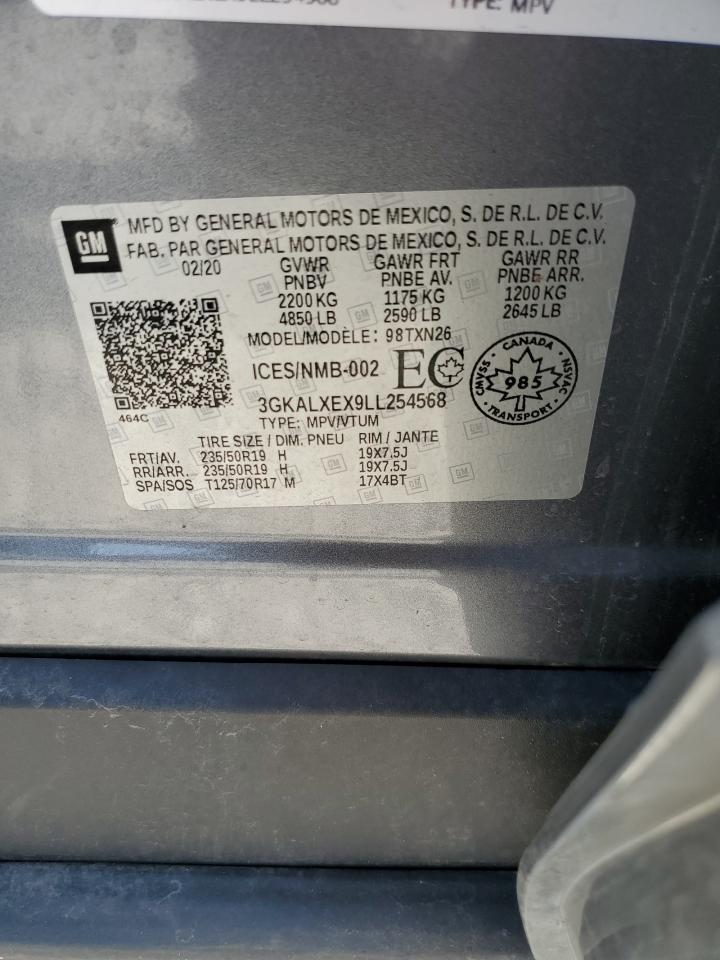 TYPE: MPV
GM
MFD BY GENERAL MOTORS DE MEXICO, S. DE R.L. DE C.V.
FAB. PAR GENERAL MOTORS DE MEXICO, S. DE R.L. DE C.V.
02/20 GVWR GAWR FRT GAWR RR
PNBV PNBE AV. PNBE ARR.
2200 KG 1175 KG 1200 KG
4850 LB 2590 LB 2645 LB
MODEL/MODÈLE: 98TXN26
ICES/NMB-002 EC
CANADA
CMVSS 985 NSVAC
TRANSPORT
464C
3GKALXEX9LL254568
TYPE: MPV/VTUM
TIRE SIZE / DIM. PNEU RIM / JANTE
FRT/AV. 235/50R19 H 19X7.5J
RR/ARR. 235/50R19 H 19X7.5J
SPA/SOS T125/70R17 M 17X4BT